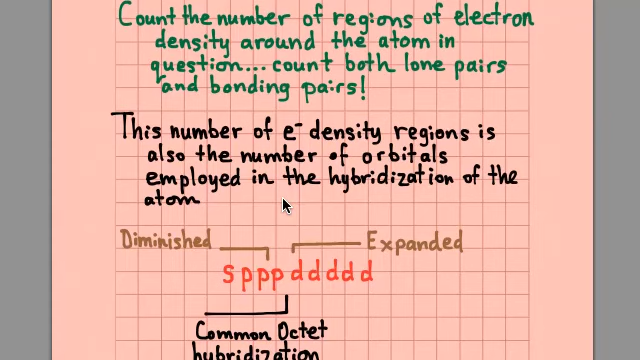 Count the number of regions of electron
density around the atom in
question... count both lone pairs
and bonding pairs!
This number of e⁻ density regions is
also the number of orbitals
employed in the hybridization of the
atom
Diminished
Expanded
s p p p d d d d d
Common Octet
hybridization